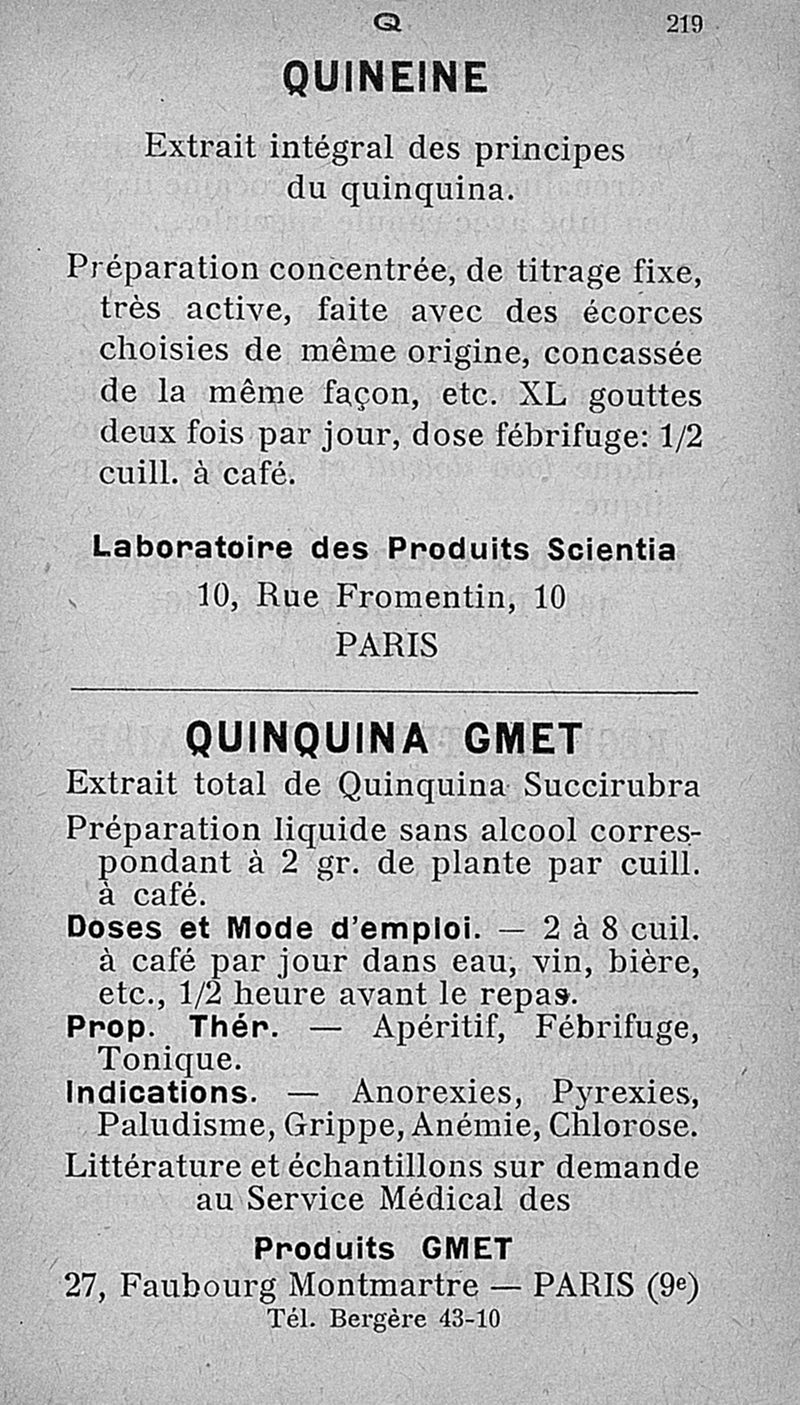 Q 219
QUINEINE
Extrait intégral des principes
du quinquina.
Préparation concentrée, de titrage fixe,
très active, faite avec des écorces
choisies de même origine, concassée
de la même façon, etc. XL gouttes
deux fois par jour, dose fébrifuge: 1/2
cuill. à café.
Laboratoire des Produits Scientia
10, Rue Fromentin, 10
PARIS
QUINQUINA GMET
Extrait total de Quinquina Succirubra
Préparation liquide sans alcool corres-
pondant à 2 gr. de plante par cuill.
à café.
Doses et Mode d'emploi. — 2 à 8 cuil.
à café par jour dans eau, vin, bière,
etc., 1/2 heure avant le repas.
Prop. Thér. — Apéritif, Fébrifuge,
Tonique.
Indications. — Anorexies, Pyrexies,
Paludisme, Grippe, Anémie, Chlorose.
Littérature et échantillons sur demande
au Service Médical des
Produits GMET
27, Faubourg Montmartre — PARIS (9e)
Tél. Bergère 43-10